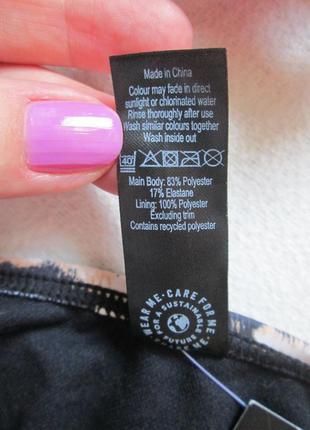 Made in China
Colour may fade in direct
sunlight or chlorinated water
Rinse thoroughly after use
Wash similar colours together
Wash inside out
40
Main Body: 83% Polyester
17% Elastane
Lining: 100% Polyester
Excluding trim
Contains recycled polyester
WEAR ME • CARE FOR ME
FOR A SUSTAINABLE
FUTURE